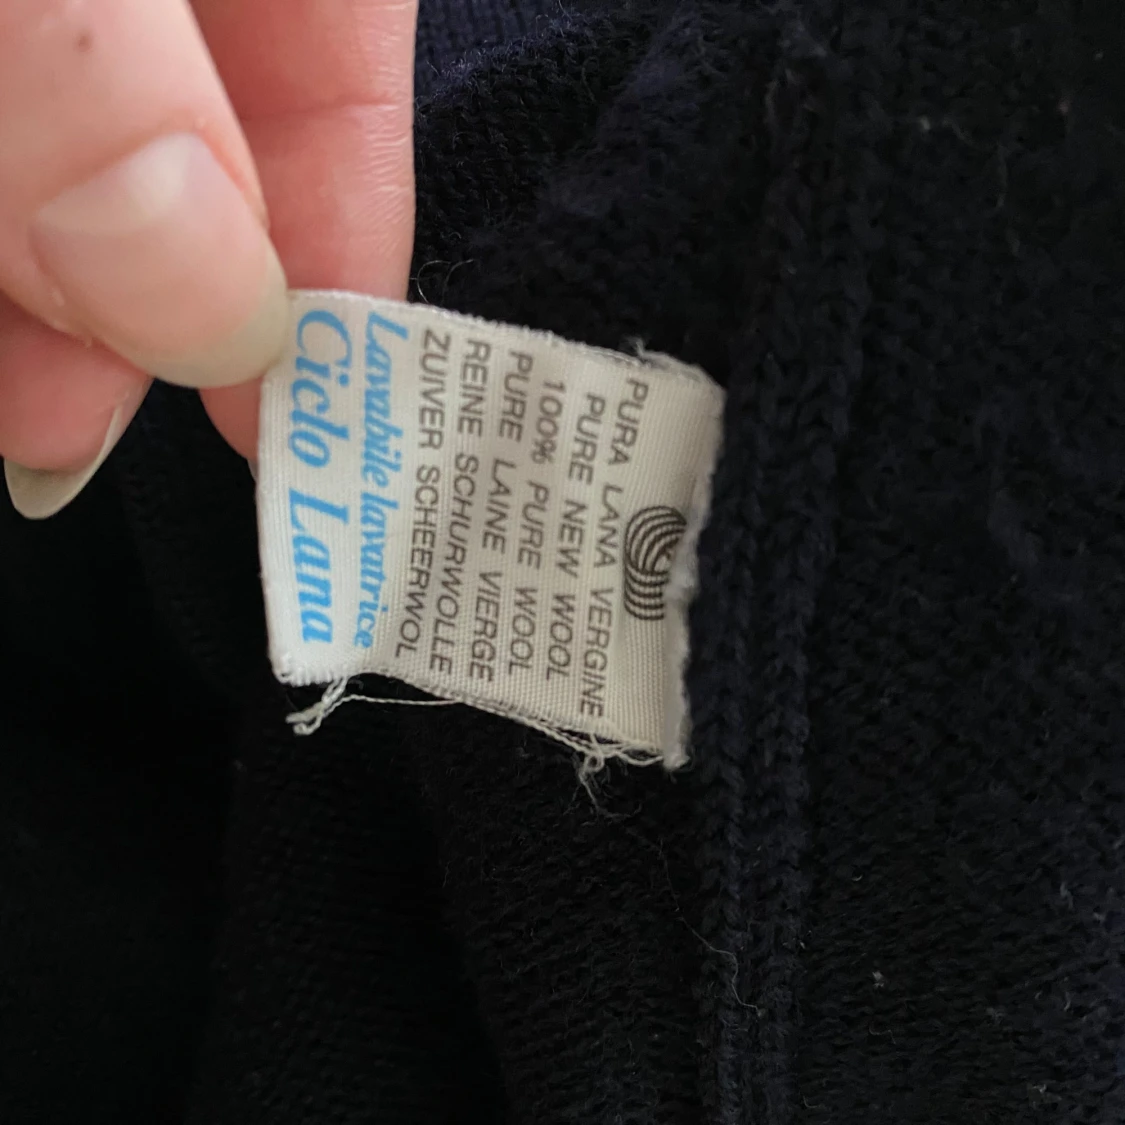 PURA LANA VERGINE
PURE NEW WOOL
100% PURE WOOL
PURE LAINE VIERGE
REINE SCHURWOLLE
ZUIVER SCHEERWOL
Lavabile lavatrice
Ciclo Lana